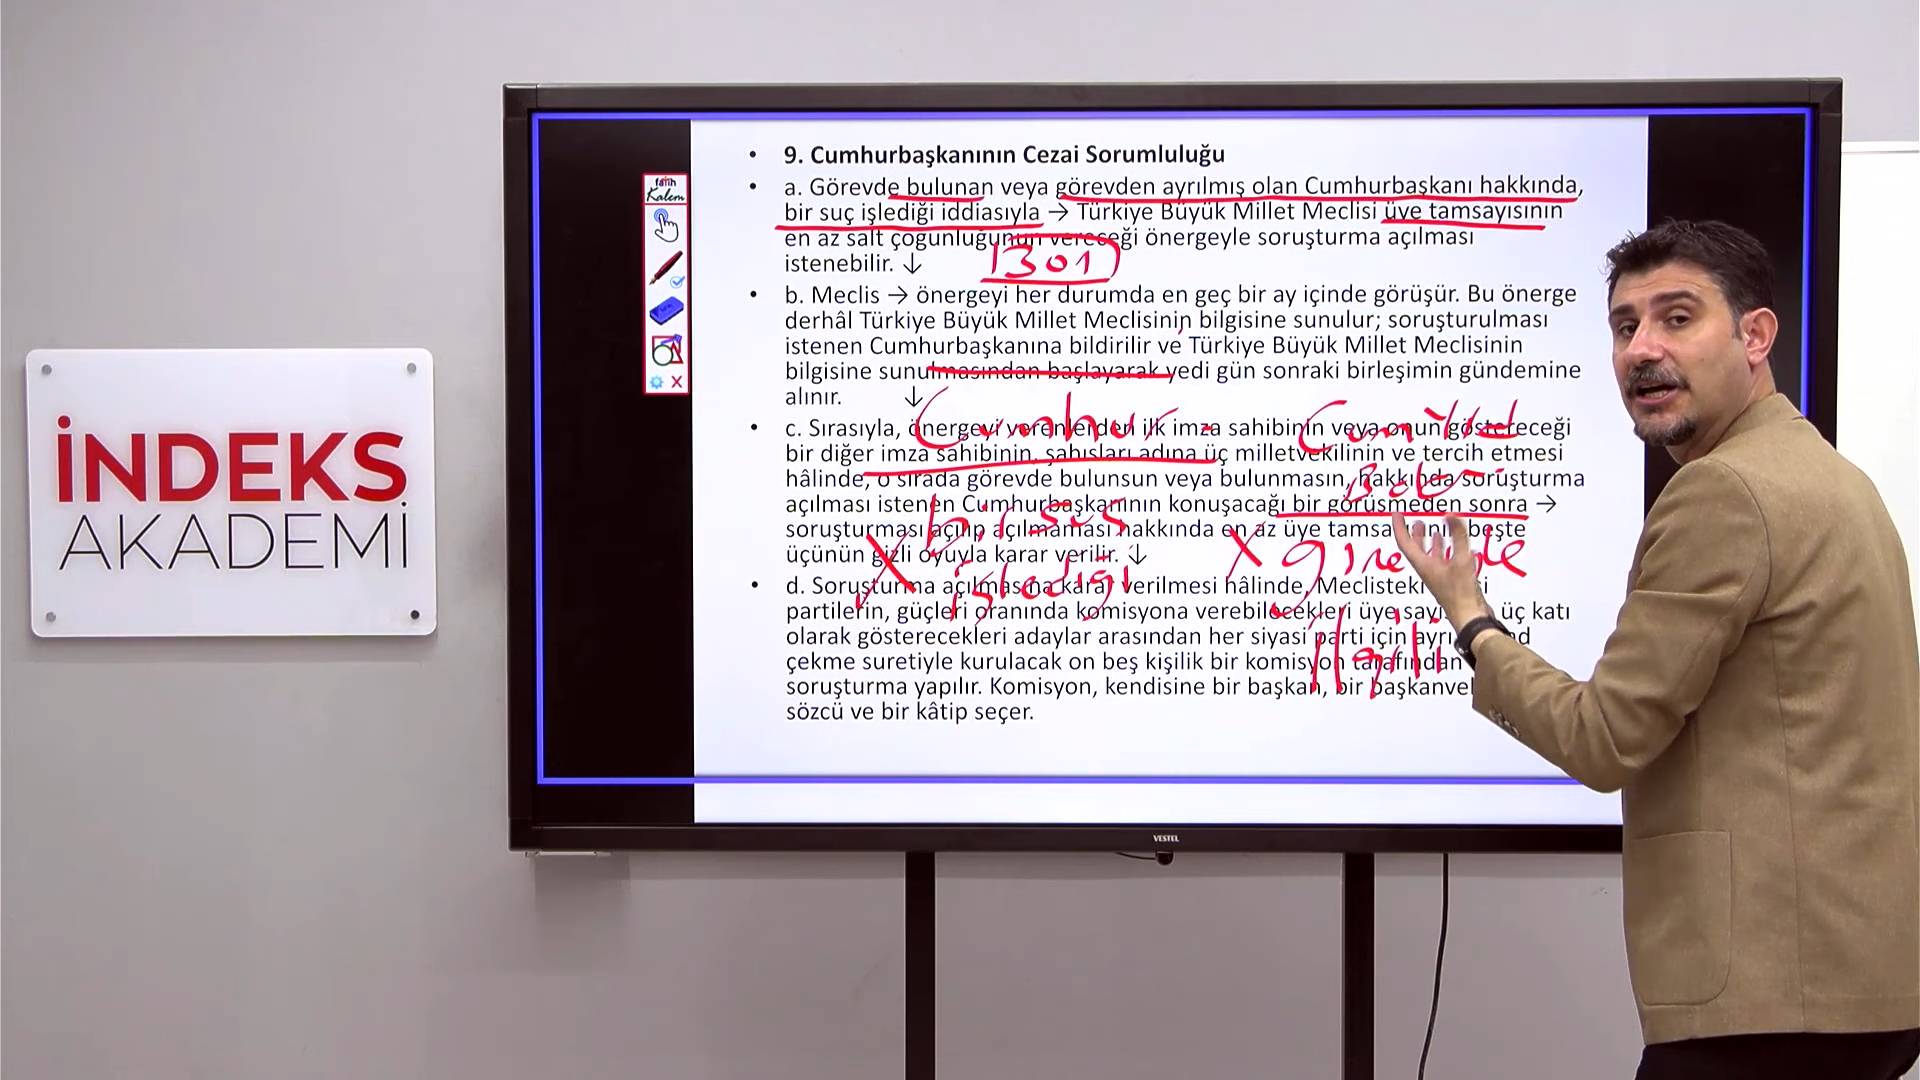 İNDEKS
AKADEMİ
fatih
Kalem
• 9. Cumhurbaşkanının Cezai Sorumluluğu
• a. Görevde bulunan veya görevden ayrılmış olan Cumhurbaşkanı hakkında,
bir suç işlediği iddiasıyla → Türkiye Büyük Millet Meclisi üye tamsayısının
en az salt çoğunluğunun vereceği önergeyle soruşturma açılması
istenebilir. ↓
301
• b. Meclis → önergeyi her durumda en geç bir ay içinde görüşür. Bu önerge
derhâl Türkiye Büyük Millet Meclisinin bilgisine sunulur; soruşturulması
istenen Cumhurbaşkanına bildirilir ve Türkiye Büyük Millet Meclisinin
bilgisine sunulmasından başlayarak yedi gün sonraki birleşimin gündemine
alınır. ↓
• c. Sırasıyla, önergeyi verenlerden ilk imza sahibinin veya onun göstereceği
bir diğer imza sahibinin, şahısları adına üç milletvekilinin ve tercih etmesi
hâlinde, o sırada görevde bulunsun veya bulunmasın, hakkında soruşturma
açılması istenen Cumhurbaşkanının konuşacağı bir görüşmeden sonra →
soruşturması açılıp açılmaması hakkında en az üye tamsayısının beşte
üçünün gizli oyuyla karar verilir. ↓
• d. Soruşturma açılmasına karar verilmesi hâlinde, Meclisteki
partilerin, güçleri oranında komisyona verebilecekleri üye üç katı
olarak gösterecekleri adaylar arasından her siyasi parti için ayrı
çekme suretiyle kurulacak on beş kişilik bir komisyon tarafından
soruşturma yapılır. Komisyon, kendisine bir başkan, bir
sözcü ve bir kâtip seçer.
Cumhur
bir suç
işlediği
ilgili
VESTEL